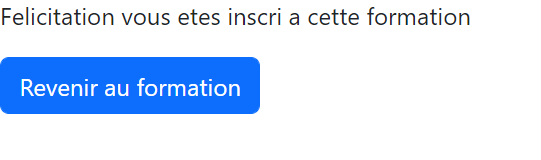 Felicitation vous etes inscri a cette formation
Revenir au formation